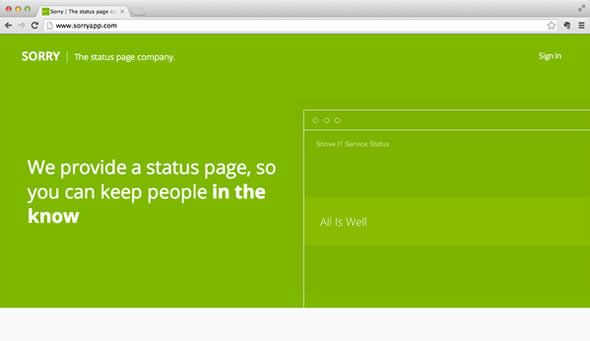 Sorry | The status page co
www.sorryapp.com
SORRY | The status page company.
Sign In
We provide a status page, so
you can keep people in the
know
Shove IT Service Status
All Is Well